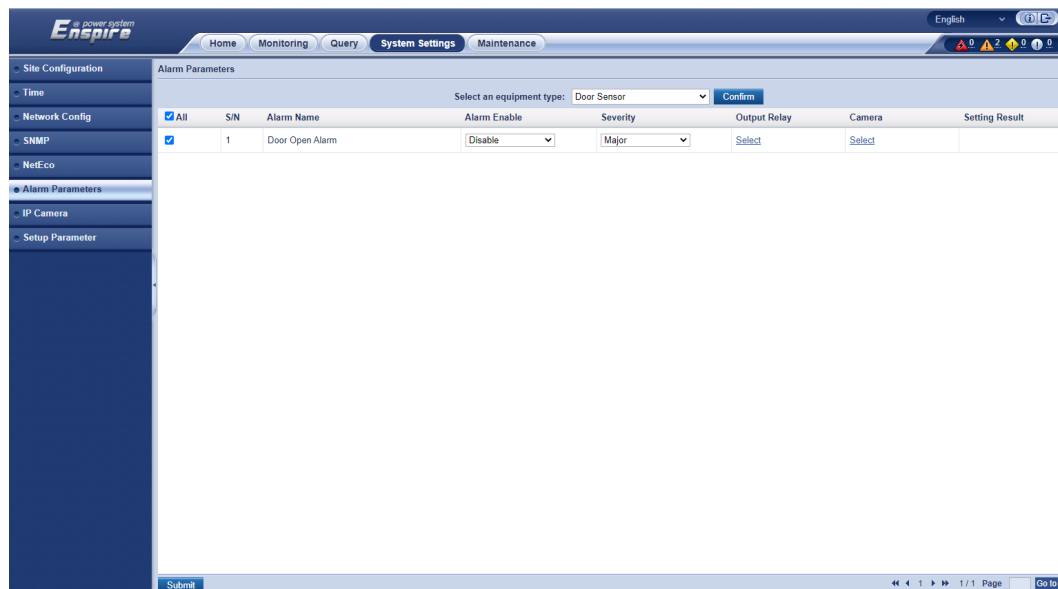 English
Enspire e power system
Home Monitoring Query System Settings Maintenance
0 2 0 0
Site Configuration
Time
Network Config
SNMP
NetEco
Alarm Parameters
IP Camera
Setup Parameter
Alarm Parameters
Select an equipment type: Door Sensor Confirm
All S/N Alarm Name Alarm Enable Severity Output Relay Camera Setting Result
1 Door Open Alarm Disable Major Select Select
Submit
1 1 / 1 Page Go to